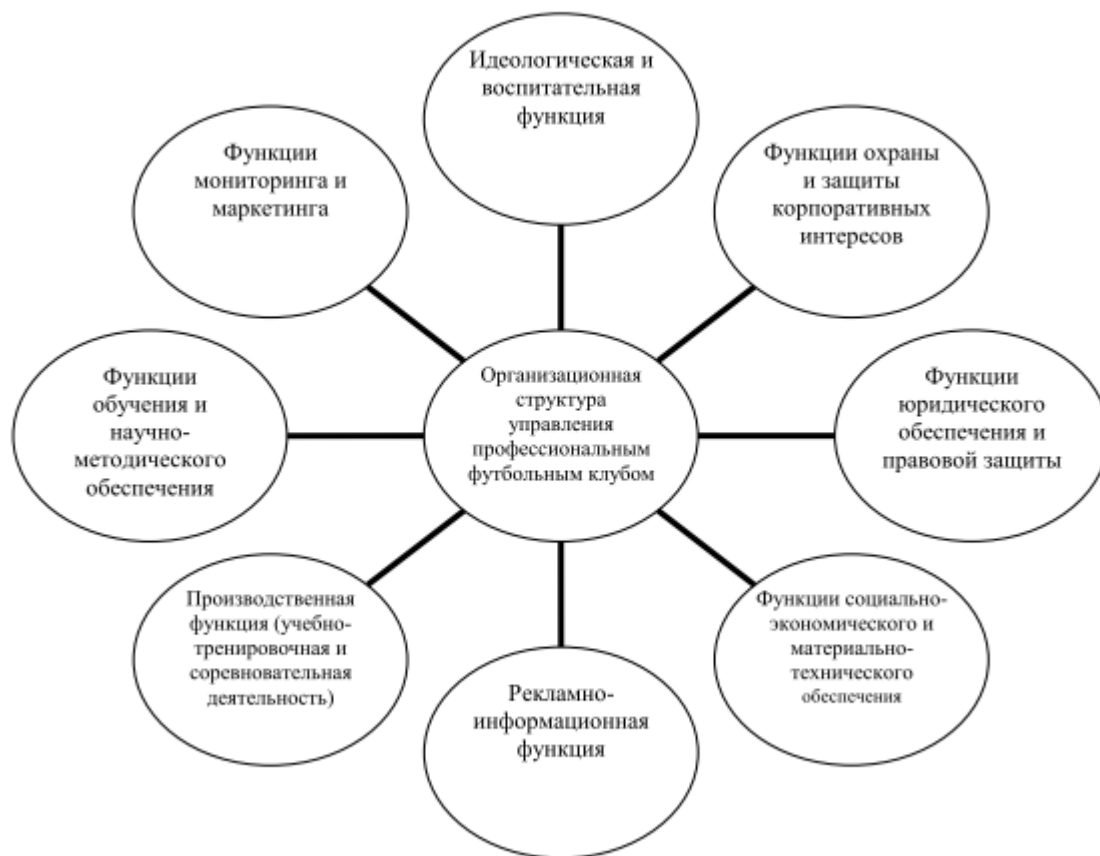 Идеологическая и
воспитательная
функция
Функции
мониторинга и
маркетинга
Функции охраны
и защиты
корпоративных
интересов
Функции
обучения и
научно-
методического
обеспечения
Организационная
структура
управления
профессиональным
футбольным клубом
Функции
юридического
обеспечения и
правовой защиты
Производственная
функция (учебно-
тренировочная и
соревновательная
деятельность)
Рекламно-
информационная
функция
Функции социально-
экономического и
материально-
технического
обеспечения